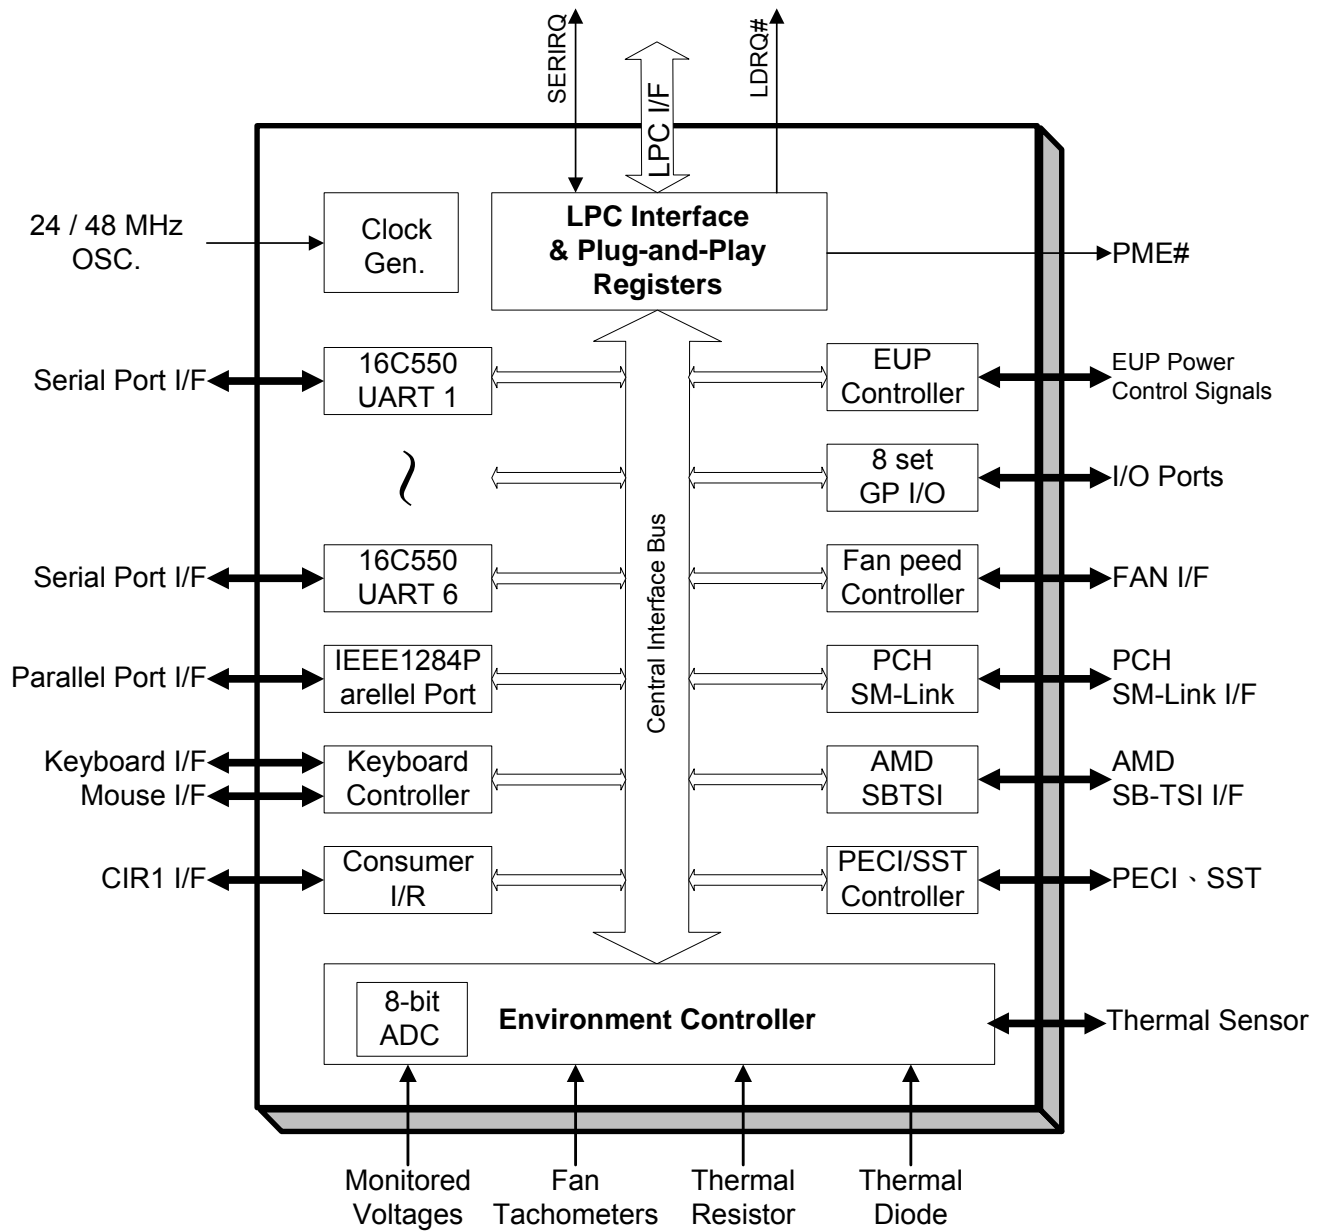 SERIRQ
LPC I/F
LDRQ#
24 / 48 MHz
OSC.
Clock
Gen.
LPC Interface
& Plug-and-Play
Registers
PME#
Serial Port I/F
16C550
UART 1
EUP
Controller
EUP Power
Control Signals
8 set
GP I/O
I/O Ports
Serial Port I/F
16C550
UART 6
Central Interface Bus
Fan peed
Controller
FAN I/F
Parallel Port I/F
IEEE1284P
arellel Port
PCH
SM-Link
PCH
SM-Link I/F
Keyboard I/F
Mouse I/F
Keyboard
Controller
AMD
SBTSI
AMD
SB-TSI I/F
CIR1 I/F
Consumer
I/R
PECI/SST
Controller
PECI、SST
8-bit
ADC
Environment Controller
Thermal Sensor
Monitored
Voltages
Fan
Tachometers
Thermal
Resistor
Thermal
Diode